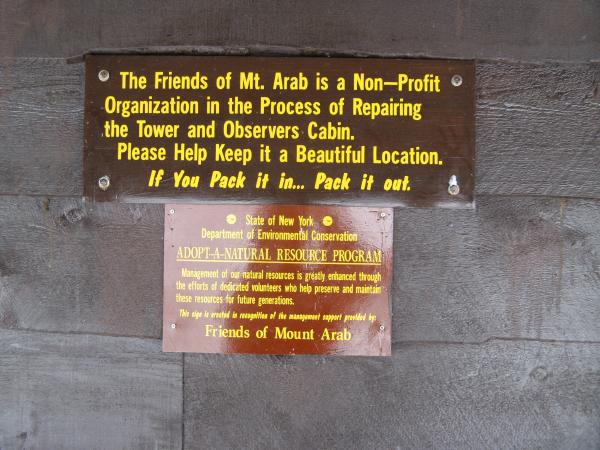 The Friends of Mt. Arab is a Non-Profit
Organization in the Process of Repairing
the Tower and Observers Cabin.
Please Help Keep it a Beautiful Location.
If You Pack it in... Pack it out.
State of New York
Department of Environmental Conservation
ADOPT-A-NATURAL RESOURCE PROGRAM
Management of our natural resources is greatly enhanced through
the efforts of dedicated volunteers who help preserve and maintain
these resources for future generations.
This sign is erected in recognition of the management support provided by:
Friends of Mount Arab